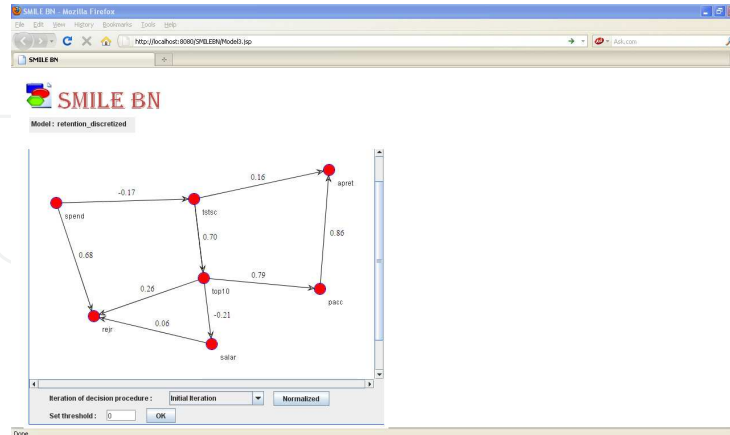 SMILE BN - Mozilla Firefox
File Edit View History Bookmarks Tools Help
http://localhost:8080/SMILEBN/Model3.jsp
Ask.com
SMILE BN
SMILE BN
Model : retention_discretized
0.16
apret
-0.17
tstsc
spend
0.70
0.86
0.68
0.79
0.26
top10
pacc
-0.21
0.06
rejr
salar
Iteration of decision procedure :
Initial Iteration
Normalized
Set threshold :
0
OK
Done